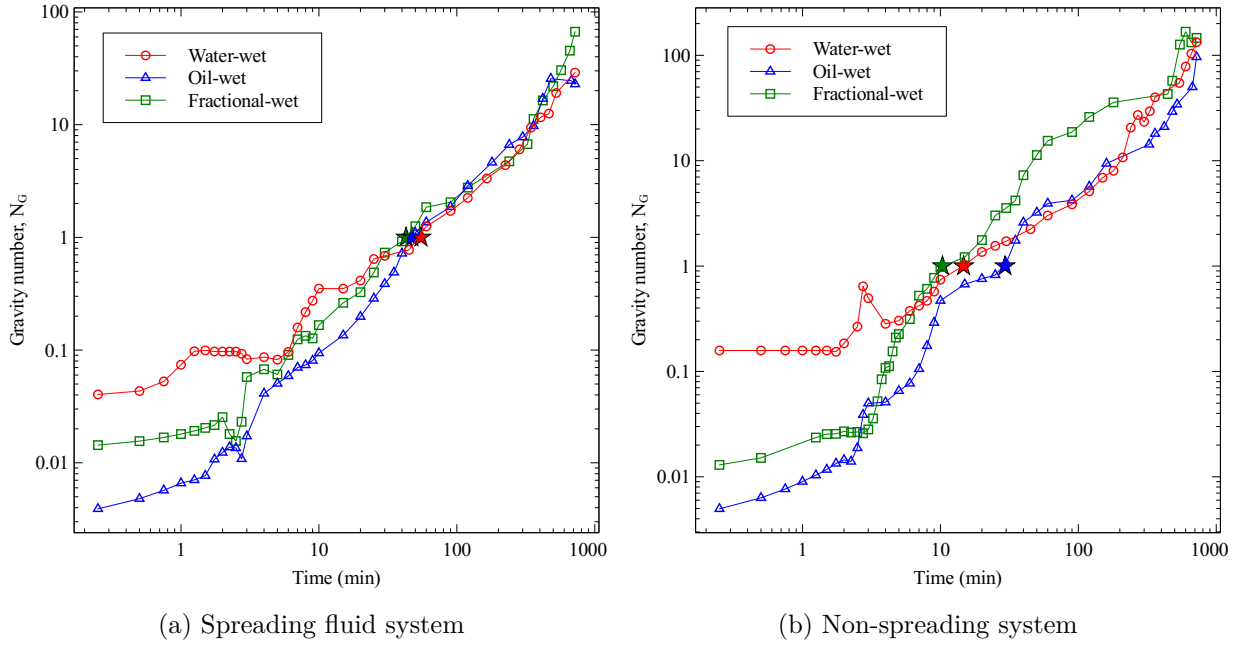 100
10
1
0.1
0.01
Gravity number, N_G
Water-wet
Oil-wet
Fractional-wet
1
10
100
1000
Time (min)
(a) Spreading fluid system
100
10
1
0.1
0.01
Gravity number, N_G
Water-wet
Oil-wet
Fractional-wet
1
10
100
1000
Time (min)
(b) Non-spreading system